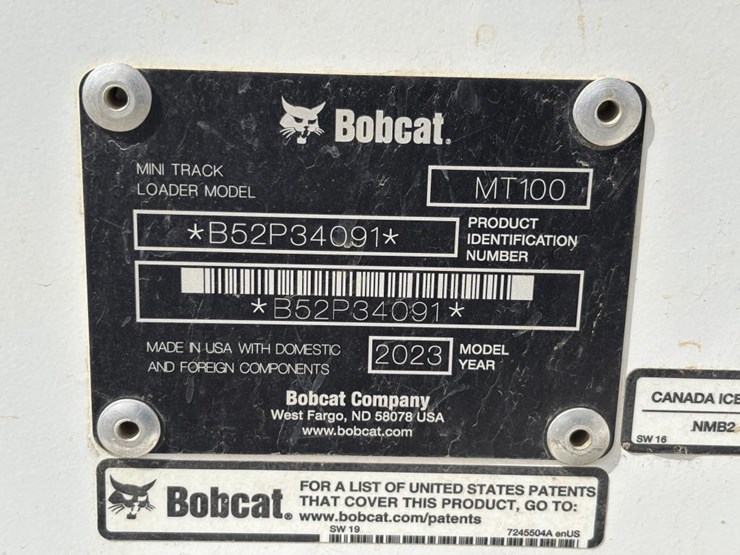 Bobcat.
MINI TRACK
LOADER MODEL
MT100
*B52P34091*
PRODUCT
IDENTIFICATION
NUMBER
*B52P34091*
MADE IN USA WITH DOMESTIC
AND FOREIGN COMPONENTS
2023
MODEL
YEAR
Bobcat Company
West Fargo, ND 58078 USA
www.bobcat.com
CANADA ICE
NMB2
SW 16
Bobcat.
FOR A LIST OF UNITED STATES PATENTS
THAT COVER THIS PRODUCT, GO TO:
www.bobcat.com/patents
SW 19
7245504A enUS